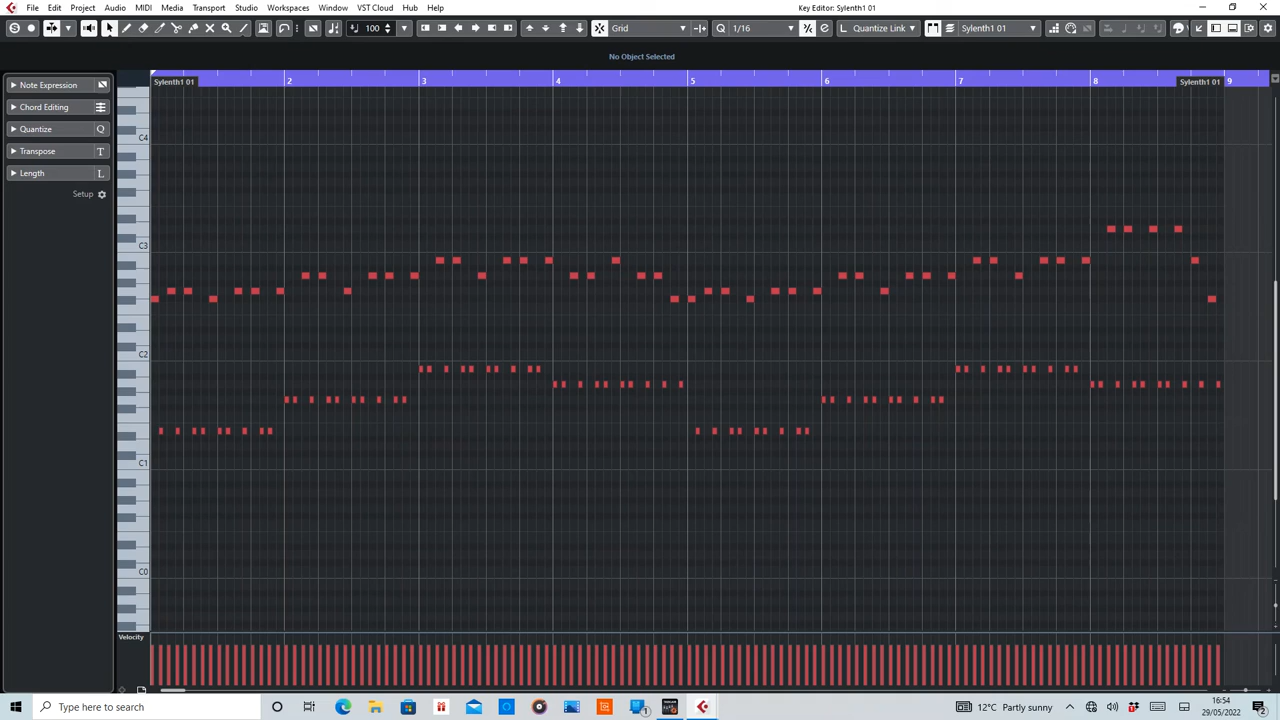 File Edit Project Audio MIDI Media Transport Studio Workspaces Window VST Cloud Hub Help
Key Editor: Sylenth1 01
S 100 Grid Q 1/16 e L Quantize Link Sylenth1 01
No Object Selected
Sylenth1 01 2 3 4 5 6 7 8 Sylenth1 01 9
Note Expression
Chord Editing
Quantize Q
Transpose T
Length L
Setup
C4
C3
C2
C1
C0
Velocity
Type here to search
12°C Partly sunny
16:54
29/05/2022